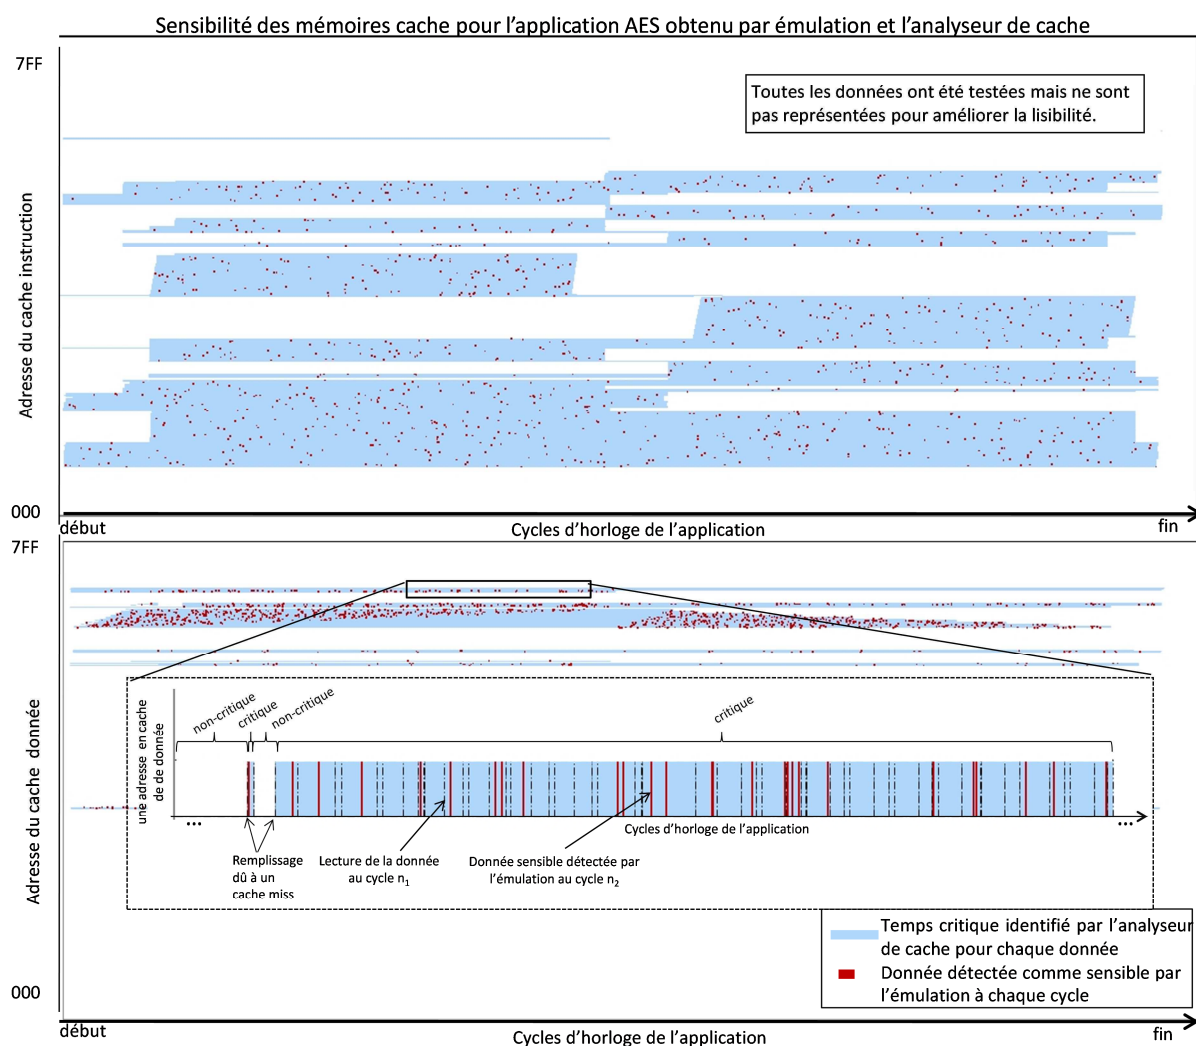 Sensibilité des mémoires cache pour l'application AES obtenu par émulation et l'analyseur de cache
7FF
Toutes les données ont été testées mais ne sont
pas représentées pour améliorer la lisibilité.
Adresse du cache instruction
000
début
Cycles d'horloge de l'application
fin
7FF
non-critique
critique
non-critique
critique
une adresse en cache
de de donnée
Adresse du cache donnée
...
Cycles d'horloge de l'application
...
Remplissage
dû à un
cache miss
Lecture de la donnée
au cycle n1
Donnée sensible détectée par
l'émulation au cycle n2
Temps critique identifié par l'analyseur
de cache pour chaque donnée
Donnée détectée comme sensible par
l'émulation à chaque cycle
000
début
Cycles d'horloge de l'application
fin